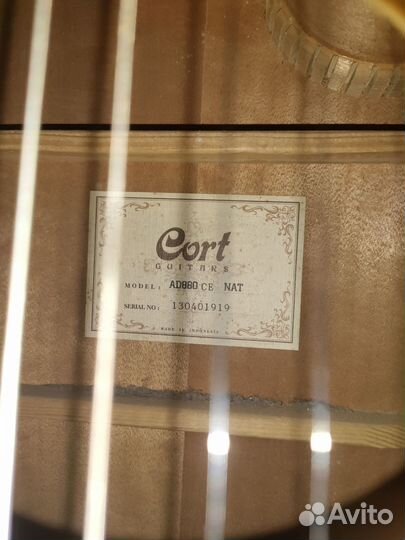 Cort
GUITARS
MODEL: AD880 CE NAT
SERIAL NO: 130401919
MADE IN INDONESIA
Avito